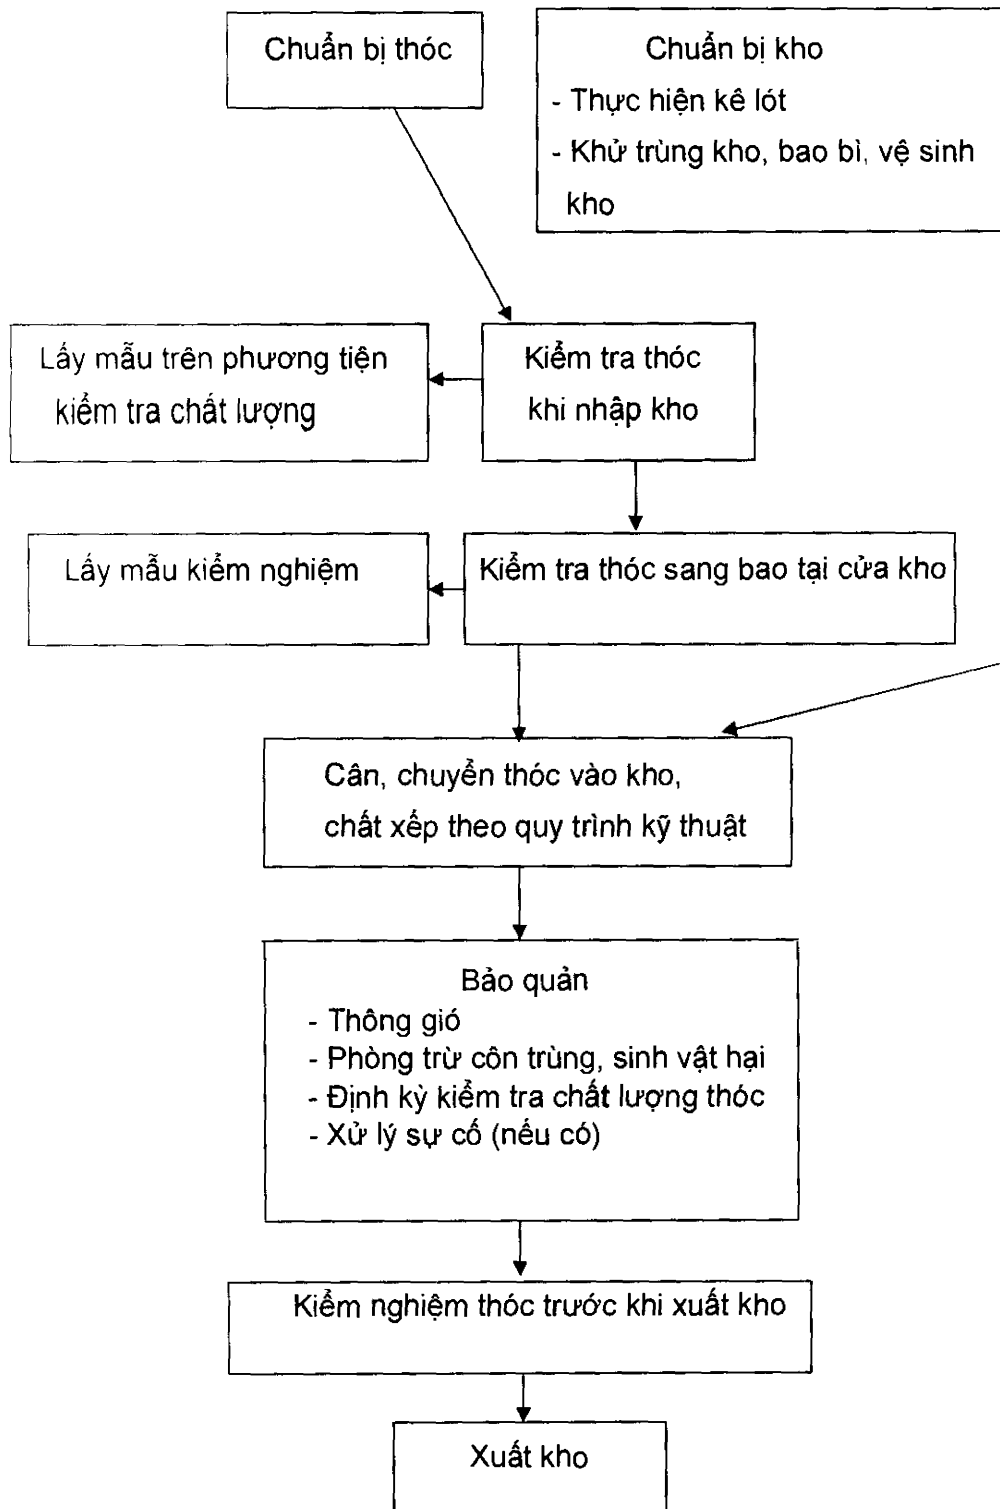 Chuẩn bị thóc
Chuẩn bị kho
- Thực hiện kê lót
- Khử trùng kho, bao bì, vệ sinh
kho
Lấy mẫu trên phương tiện
kiểm tra chất lượng
Kiểm tra thóc
khi nhập kho
Lấy mẫu kiểm nghiệm
Kiểm tra thóc sang bao tại cửa kho
Cân, chuyển thóc vào kho,
chất xếp theo quy trình kỹ thuật
Bảo quản
- Thông gió
- Phòng trừ côn trùng, sinh vật hại
- Định kỳ kiểm tra chất lượng thóc
- Xử lý sự cố (nếu có)
Kiểm nghiệm thóc trước khi xuất kho
Xuất kho